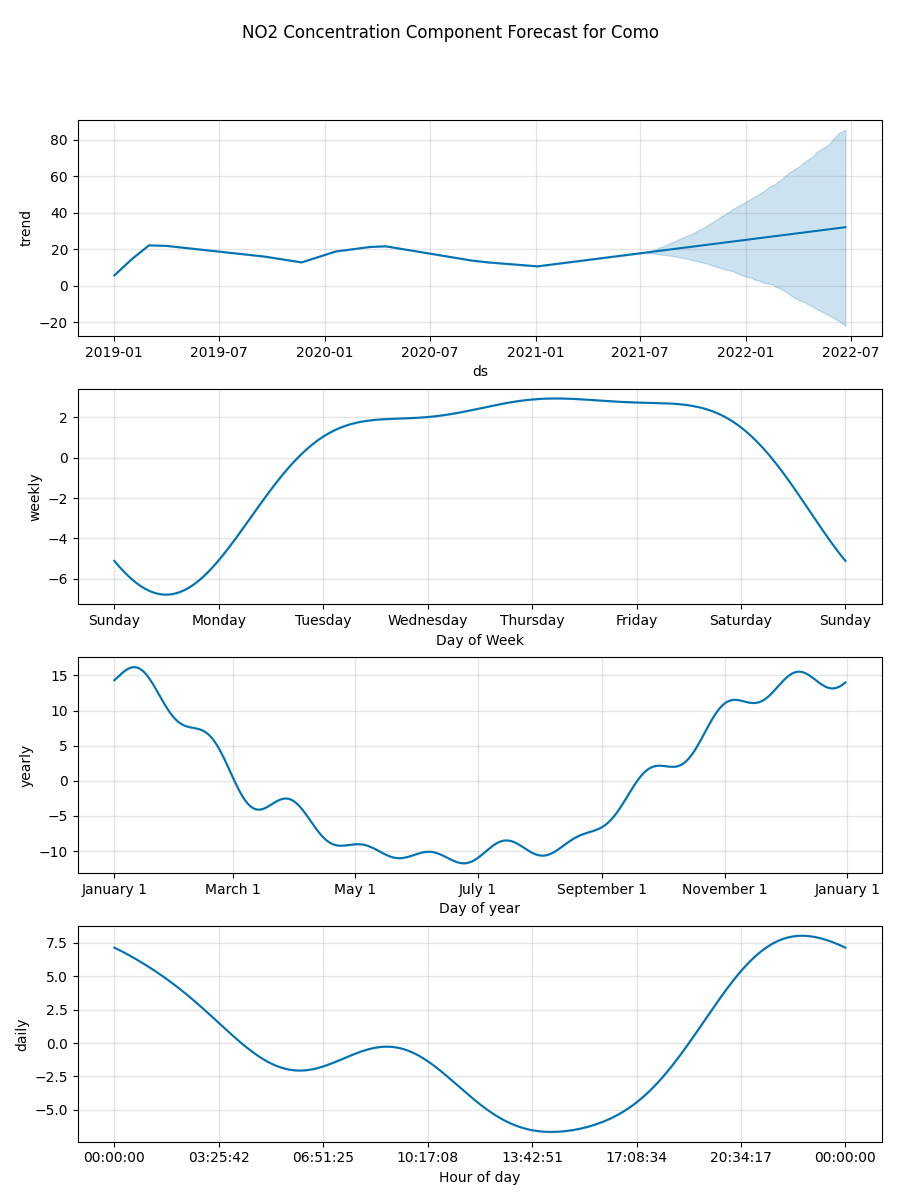 NO2 Concentration Component Forecast for Como
trend
80
60
40
20
0
−20
2019-01 2019-07 2020-01 2020-07 2021-01 2021-07 2022-01 2022-07
ds
weekly
2
0
−2
−4
−6
Sunday Monday Tuesday Wednesday Thursday Friday Saturday Sunday
Day of Week
yearly
15
10
5
0
−5
−10
January 1 March 1 May 1 July 1 September 1 November 1 January 1
Day of year
daily
7.5
5.0
2.5
0.0
−2.5
−5.0
00:00:00 03:25:42 06:51:25 10:17:08 13:42:51 17:08:34 20:34:17 00:00:00
Hour of day